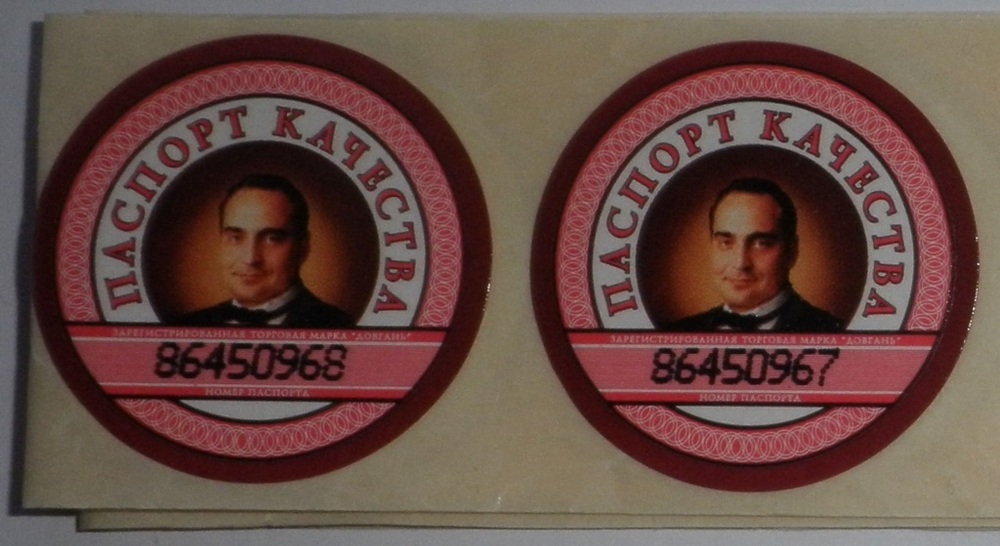 ПАСПОРТ КАЧЕСТВА
ЗАРЕГИСТРИРОВАННАЯ ТОРГОВАЯ МАРКА "ДОВГАНЬ"
86450968
НОМЕР ПАСПОРТА
ПАСПОРТ КАЧЕСТВА
ЗАРЕГИСТРИРОВАННАЯ ТОРГОВАЯ МАРКА "ДОВГАНЬ"
86450967
НОМЕР ПАСПОРТА